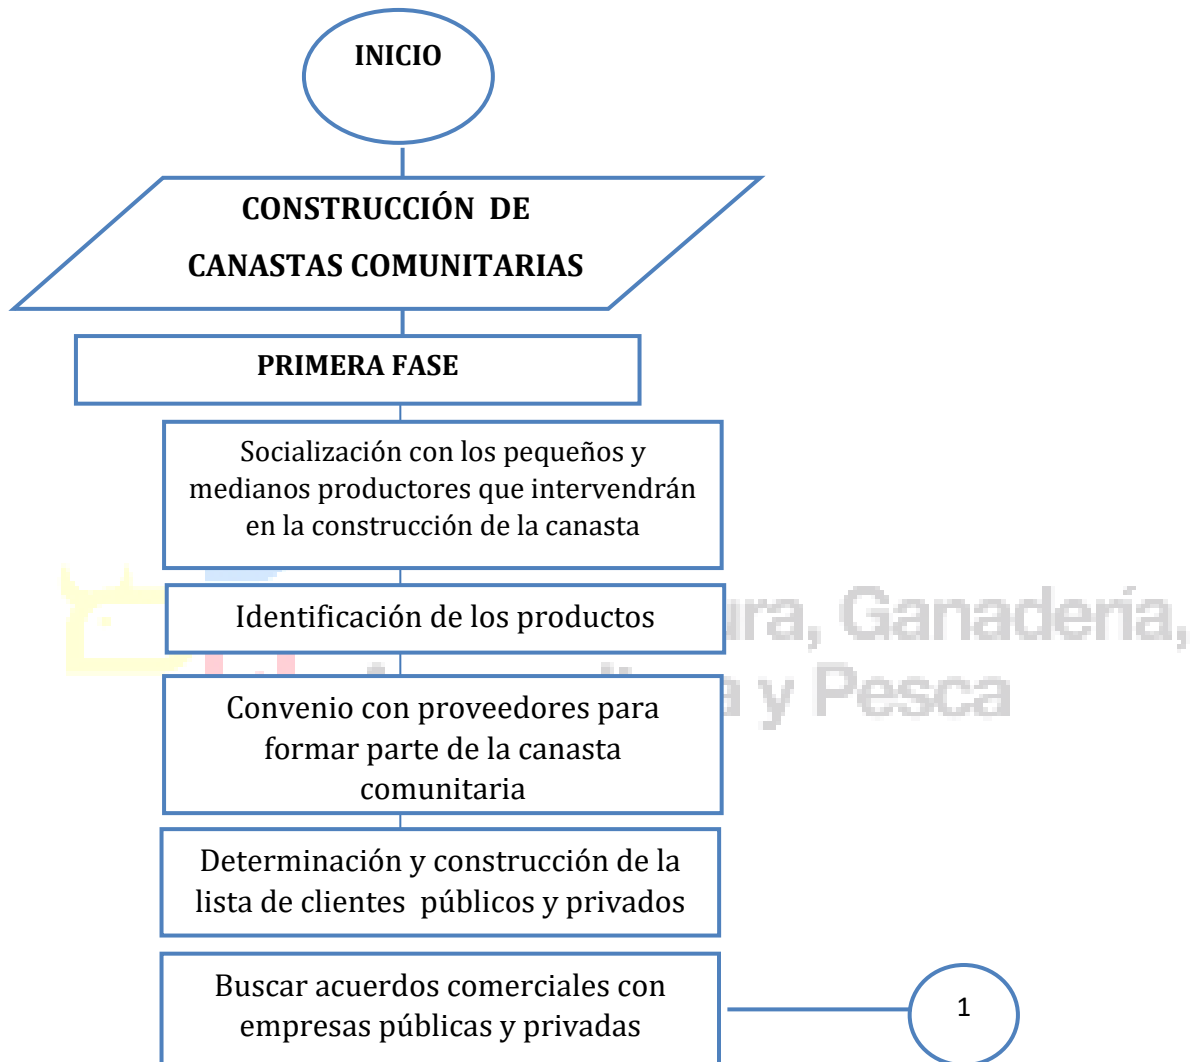 INICIO
CONSTRUCCIÓN DE
CANASTAS COMUNITARIAS
PRIMERA FASE
Socialización con los pequeños y
medianos productores que intervendrán
en la construcción de la canasta
Identificación de los productos
Ganadería,
y Pesca
Convenio con proveedores para
formar parte de la canasta
comunitaria
Determinación y construcción de la
lista de clientes públicos y privados
Buscar acuerdos comerciales con
empresas públicas y privadas
1